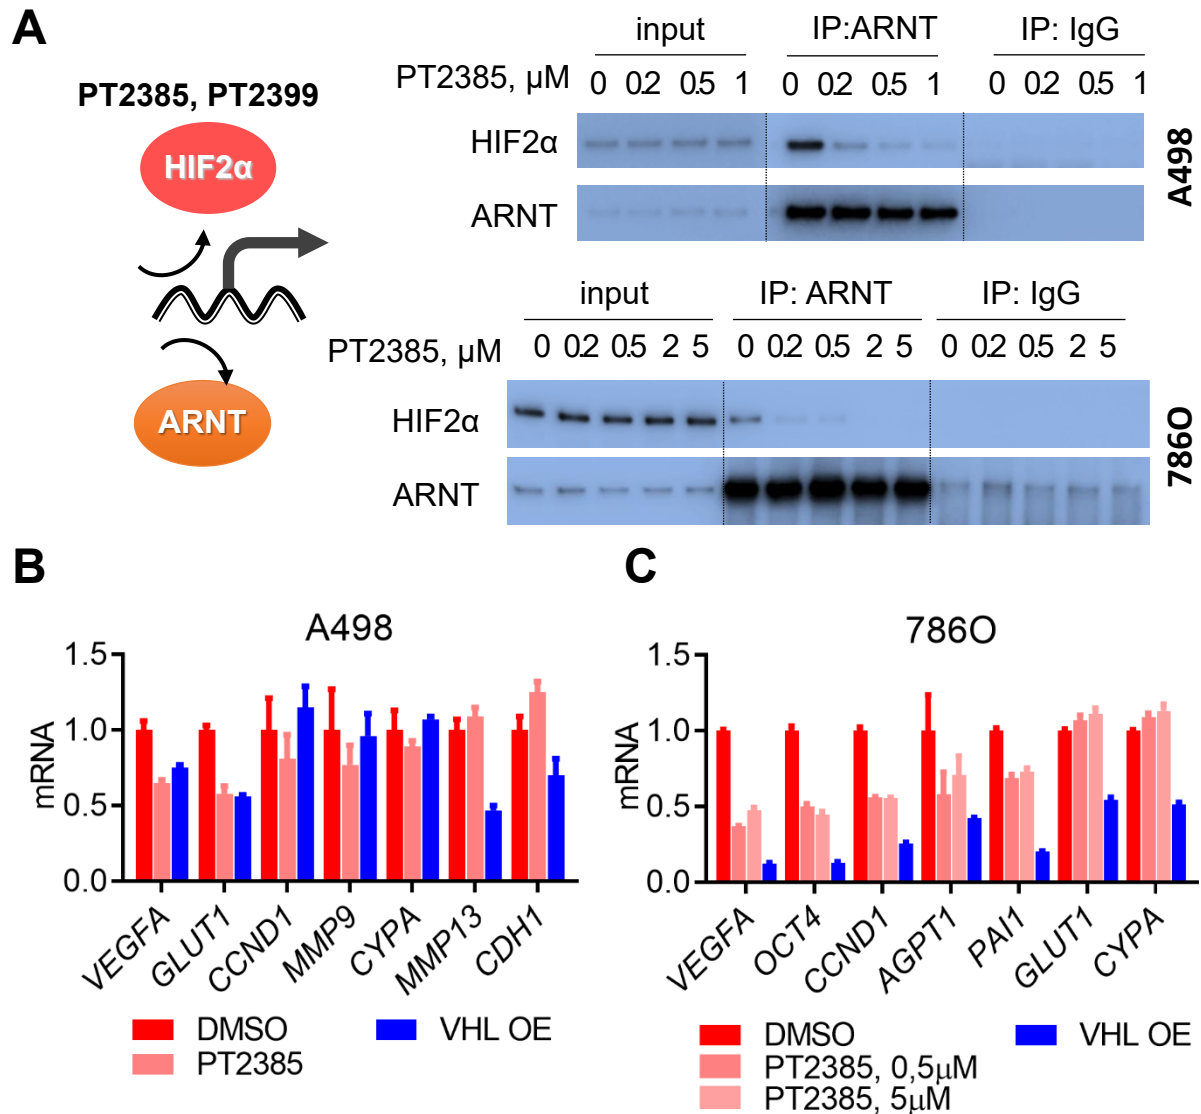 A
PT2385, PT2399
HIF2α
ARNT
input IP:ARNT IP: IgG
PT2385, µM 0 0.2 0.5 1 0 0.2 0.5 1 0 0.2 0.5 1
HIF2α
ARNT
A498
input IP: ARNT IP: IgG
PT2385, µM 0 0.2 0.5 2 5 0 0.2 0.5 2 5 0 0.2 0.5 2 5
HIF2α
ARNT
786O
B
A498
mRNA
1.5
1.0
0.5
0.0
VEGFA GLUT1 CCND1 MMP9 CYPA MMP13 CDH1
DMSO VHL OE
PT2385
C
786O
mRNA
1.5
1.0
0.5
0.0
VEGFA OCT4 CCND1 AGPT1 PAI1 GLUT1 CYPA
DMSO VHL OE
PT2385, 0,5µM
PT2385, 5µM